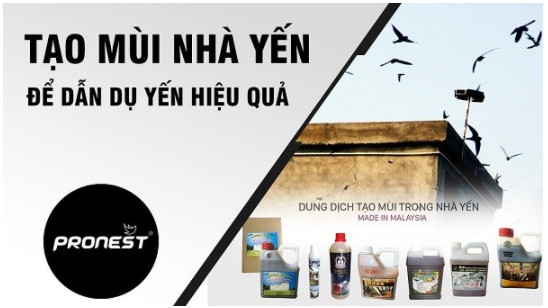 TẠO MÙI NHÀ YẾN
ĐỂ DẪN DỤ YẾN HIỆU QUẢ
PRONEST®
DUNG DỊCH TẠO MÙI TRONG NHÀ YẾN
MADE IN MALAYSIA